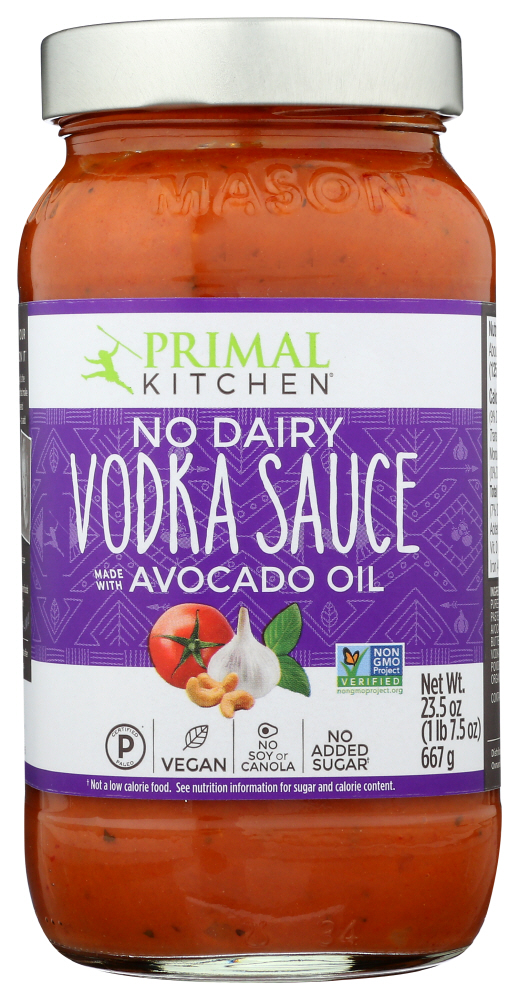 MASON
PRIMAL
KITCHEN®
NO DAIRY
VODKA SAUCE
MADE
WITH
AVOCADO OIL
NON
GMO
Project
VERIFIED
nongmoproject.org
Net Wt.
23.5 oz
(1 lb 7.5 oz)
667 g
CERTIFIED
P
PALEO
VEGAN
NO
SOY or
CANOLA
NO
ADDED
SUGAR†
† Not a low calorie food. See nutrition information for sugar and calorie content.